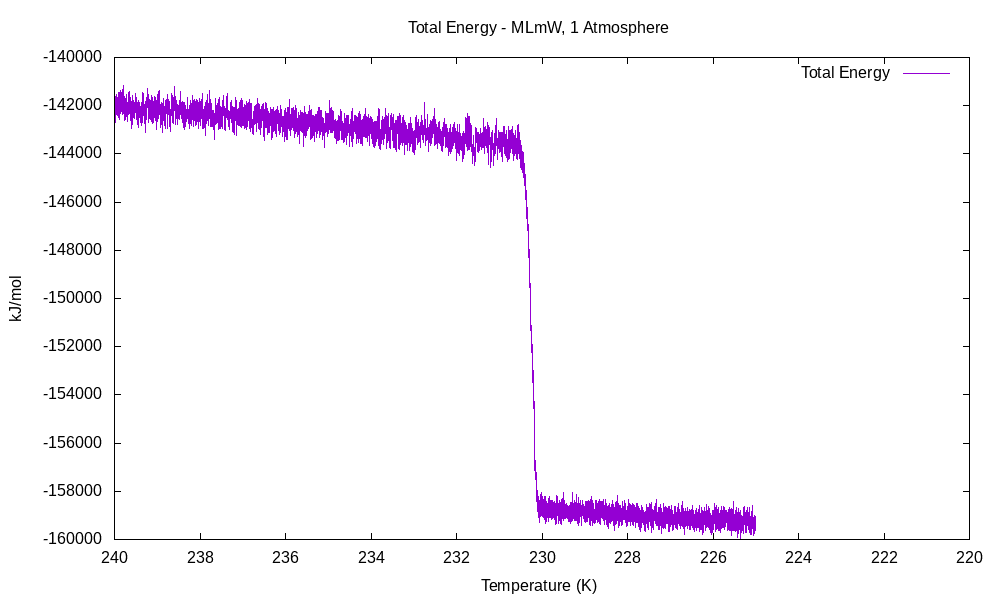 Total Energy - MLmW, 1 Atmosphere
-140000
Total Energy
-142000
-144000
-146000
-148000
-150000
kJ/mol
-152000
-154000
-156000
-158000
-160000
240 238 236 234 232 230 228 226 224 222 220
Temperature (K)